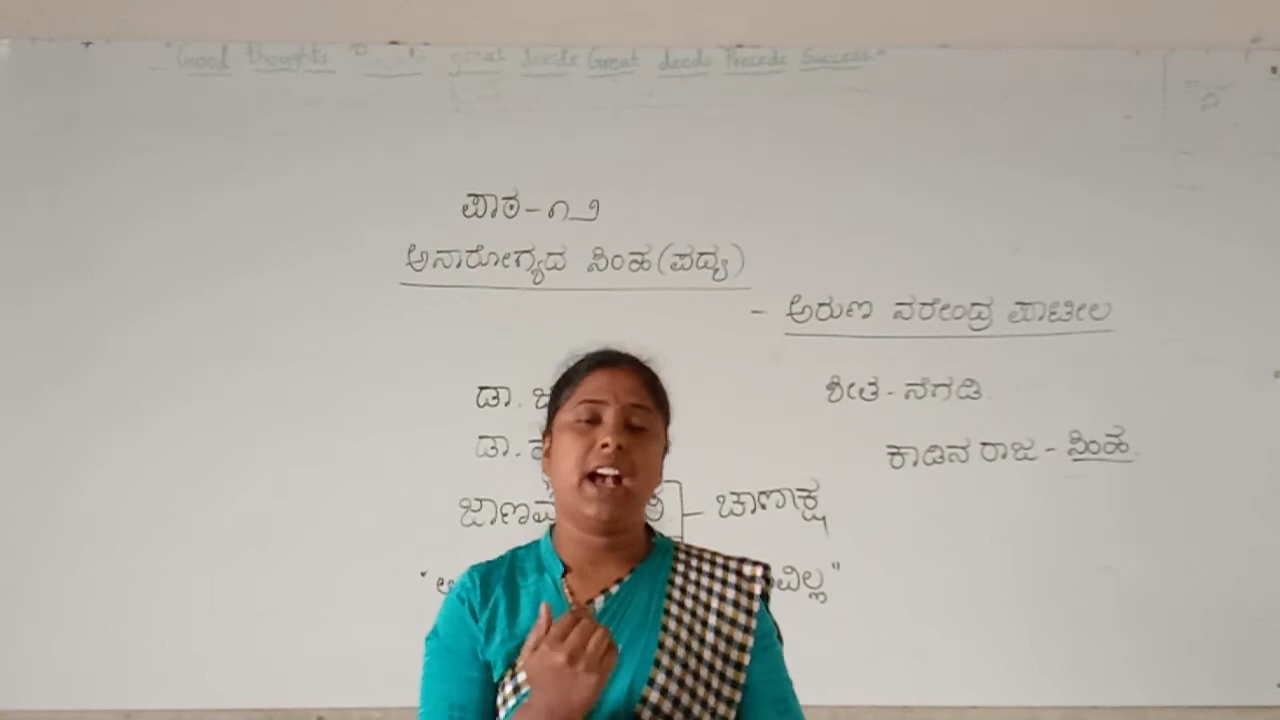 "Good thoughts great deeds Great deeds Precede Success"
ಪಾಠ - ೧೨
ಅನಾರೋಗ್ಯದ ಸಿಂಹ (ಪದ್ಯ)
- ಅರುಣ ನರೇಂದ್ರ ಪಾಟೀಲ
ಡಾ.
ಶೀತ - ನೆಗಡಿ
ಡಾ.
ಕಾಡಿನ ರಾಜ - ಸಿಂಹ
- ಚಾಣಾಕ್ಷ